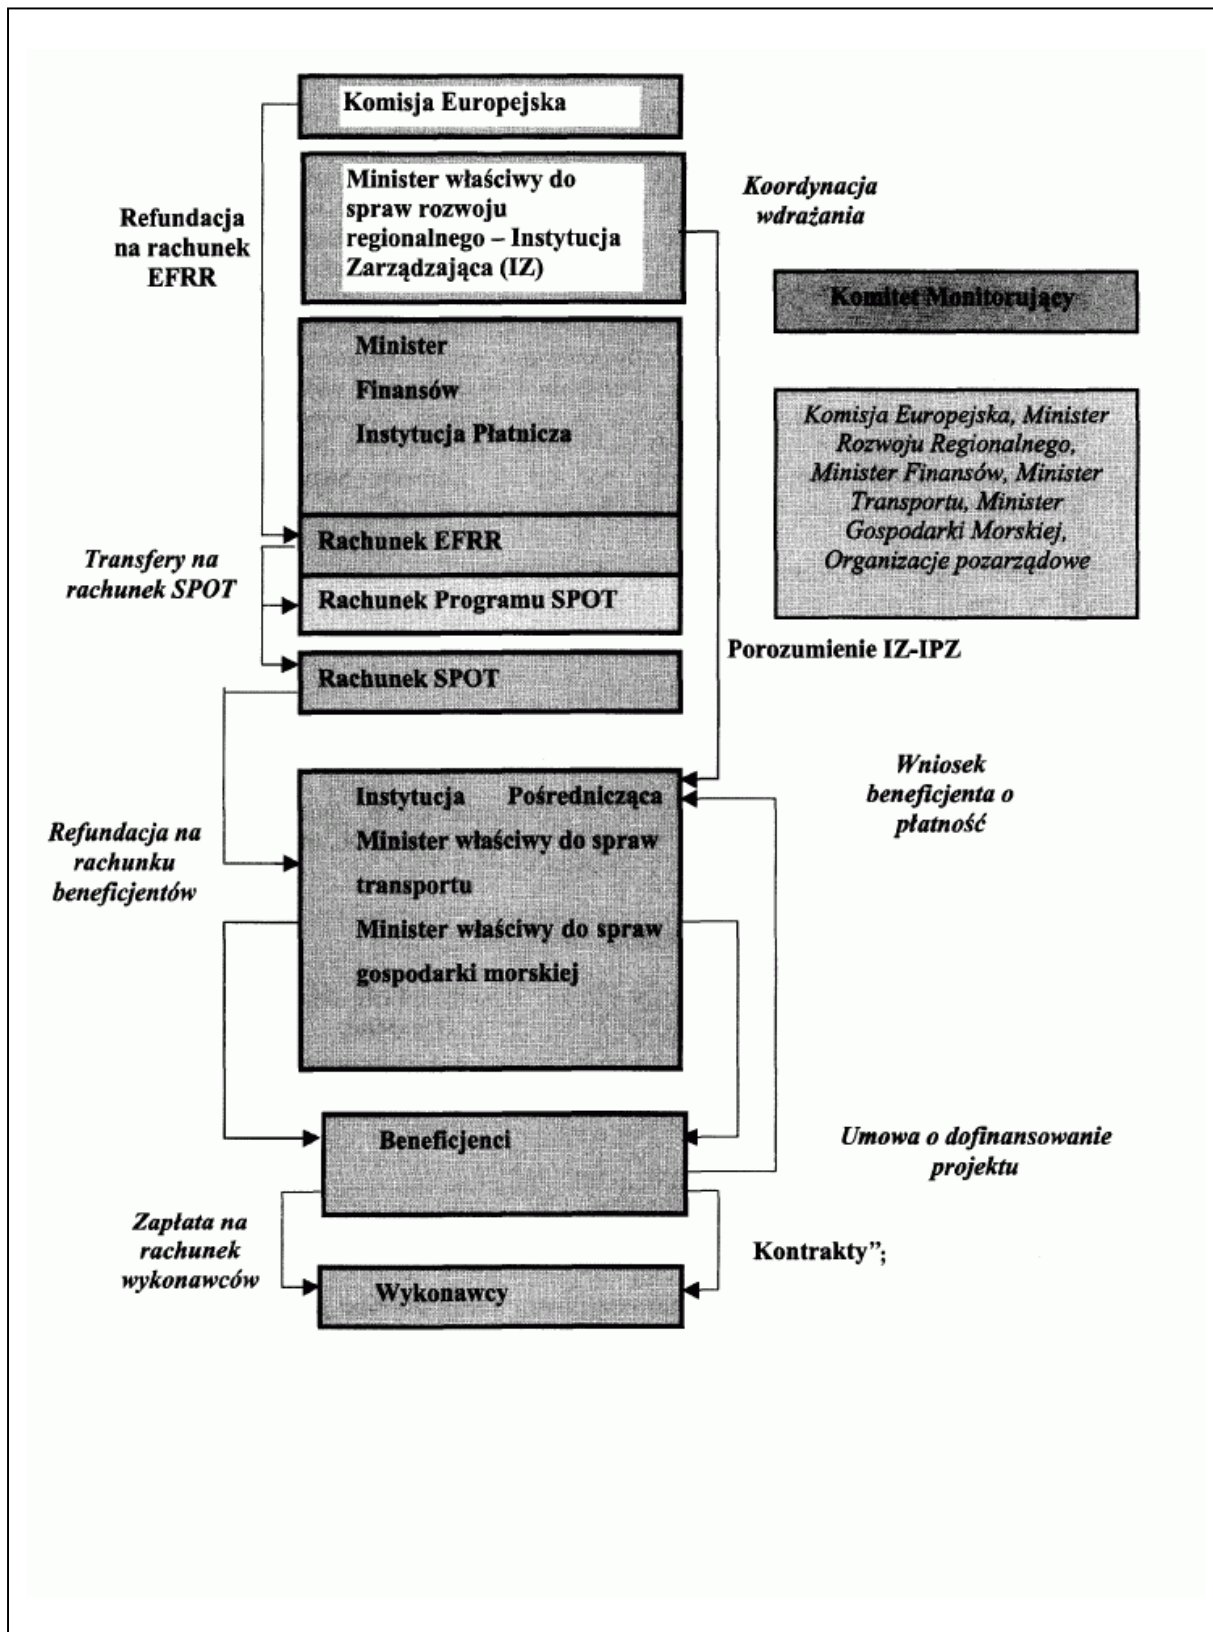 Komisja Europejska
Minister właściwy do
spraw rozwoju
regionalnego – Instytucja
Zarządzająca (IZ)
Koordynacja
wdrażania
Refundacja
na rachunek
EFRR
Komitet Monitorujący
Minister
Finansów
Instytucja Płatnicza
Komisja Europejska, Minister
Rozwoju Regionalnego,
Minister Finansów, Minister
Transportu, Minister
Gospodarki Morskiej,
Organizacje pozarządowe
Rachunek EFRR
Transfery na
rachunek SPOT
Rachunek Programu SPOT
Porozumienie IZ-IPZ
Rachunek SPOT
Wniosek
beneficjenta o
płatność
Instytucja Pośrednicząca
Minister właściwy do spraw
transportu
Minister właściwy do spraw
gospodarki morskiej
Refundacja na
rachunku
beneficjentów
Beneficjenci
Umowa o dofinansowanie
projektu
Zapłata na
rachunek
wykonawców
Kontrakty”;
Wykonawcy